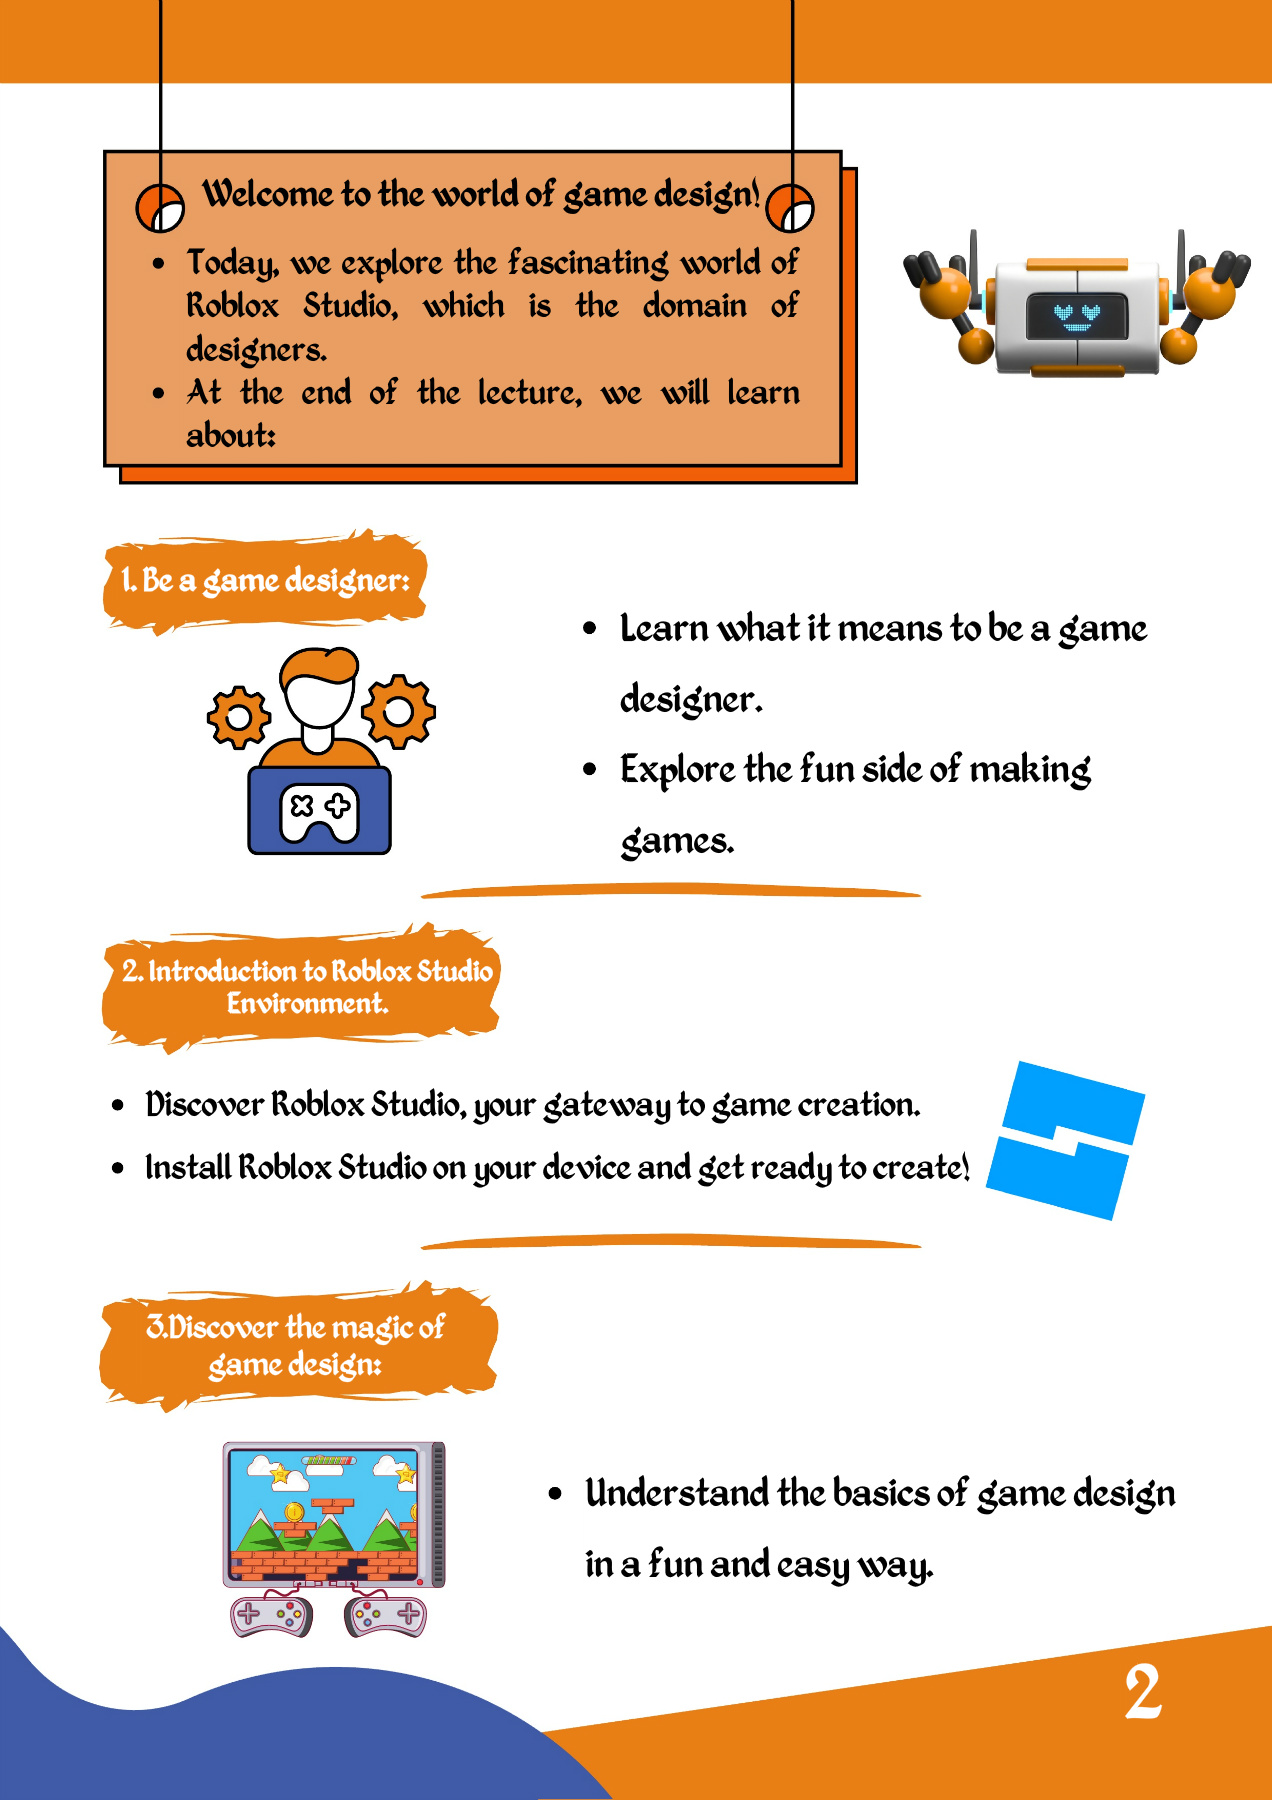 Welcome to the world of game design!
• Today, we explore the fascinating world of
Roblox Studio, which is the domain of
designers.
• At the end of the lecture, we will learn
about:
1. Be a game designer:
• Learn what it means to be a game
designer.
• Explore the fun side of making
games.
2. Introduction to Roblox Studio
Environment.
• Discover Roblox Studio, your gateway to game creation.
• Install Roblox Studio on your device and get ready to create!
3.Discover the magic of
game design:
• Understand the basics of game design
in a fun and easy way.
2